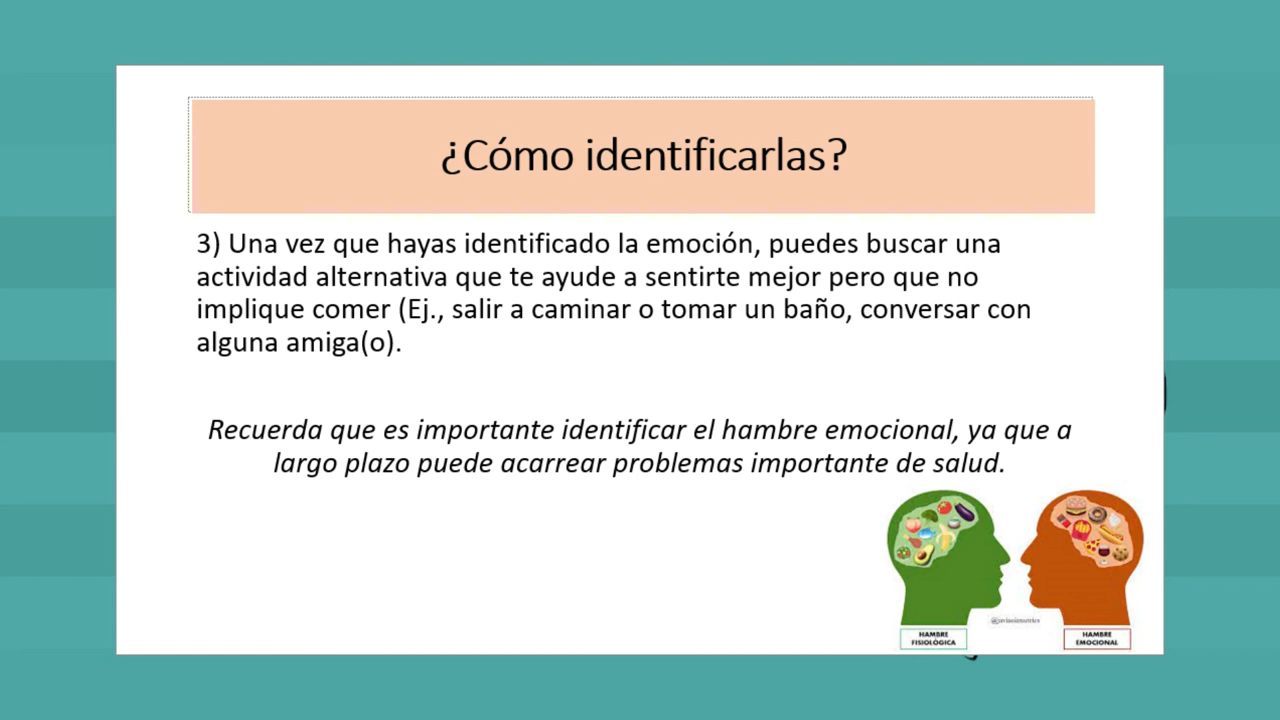 ¿Cómo identificarlas?
3) Una vez que hayas identificado la emoción, puedes buscar una
actividad alternativa que te ayude a sentirte mejor pero que no
implique comer (Ej., salir a caminar o tomar un baño, conversar con
alguna amiga(o).
Recuerda que es importante identificar el hambre emocional, ya que a
largo plazo puede acarrear problemas importante de salud.
HAMBRE
FISIOLÓGICA
HAMBRE
EMOCIONAL